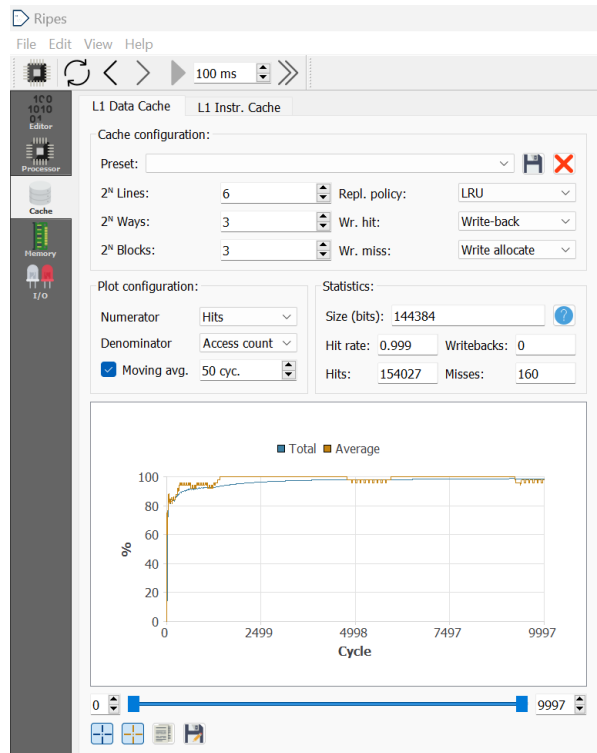 Ripes
File Edit View Help
100 ms
100
1010
01
Editor
Processor
Cache
Memory
I/O
L1 Data Cache L1 Instr. Cache
Cache configuration:
Preset:
2ᴺ Lines: 6 Repl. policy: LRU
2ᴺ Ways: 3 Wr. hit: Write-back
2ᴺ Blocks: 3 Wr. miss: Write allocate
Plot configuration:
Numerator Hits
Denominator Access count
Moving avg. 50 cyc.
Statistics:
Size (bits): 144384 ?
Hit rate: 0.999 Writebacks: 0
Hits: 154027 Misses: 160
Total Average
100
80
60
40
20
0
%
0 2499 4998 7497 9997
Cycle
0 9997